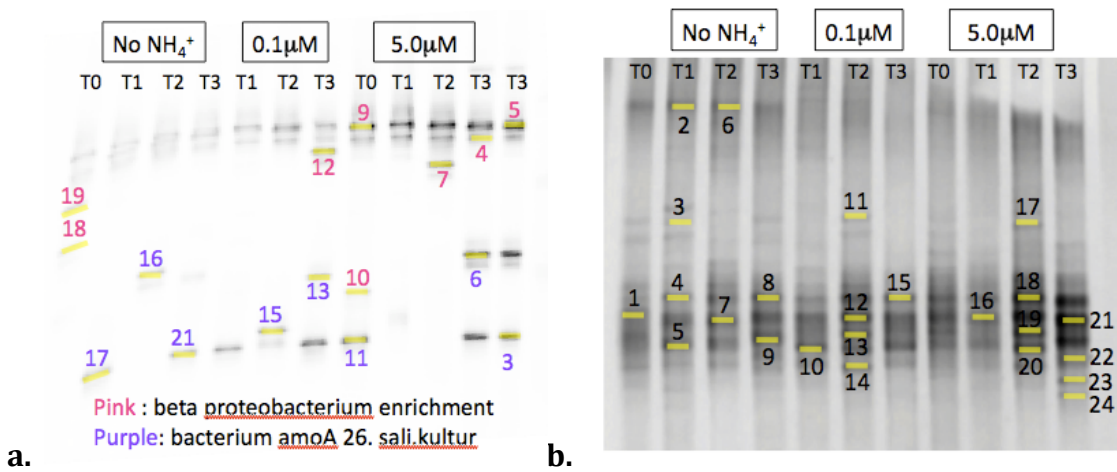 No NH₄⁺ 0.1μM 5.0μM
T0 T1 T2 T3 T1 T2 T3 T0 T1 T2 T3 T3
9 5
12 4
7
19
18
16
13 6
10
15
21 11 3
17
Pink : beta proteobacterium enrichment
Purple: bacterium amoA 26. sali.kultur
a.
No NH₄⁺ 0.1μM 5.0μM
T0 T1 T2 T3 T1 T2 T3 T0 T1 T2 T3
2 6
3 11 17
4 8 15 18
1 7 12 16 19 21
5 9 10 13 20 22
14 23
24
b.